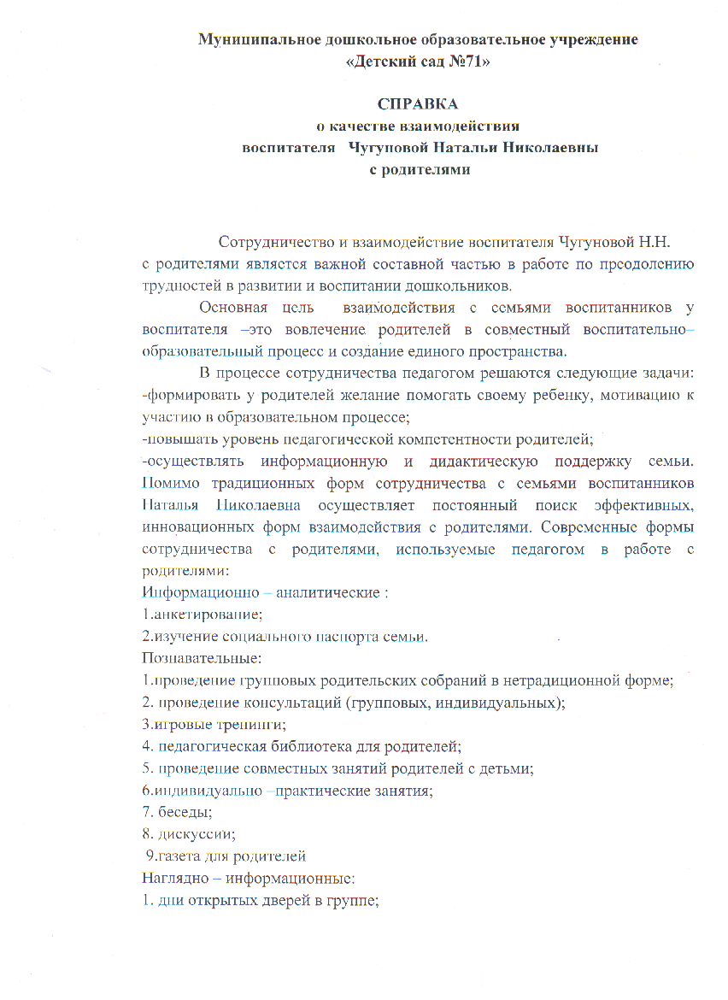 Муниципальное дошкольное образовательное учреждение
«Детский сад №71»
СПРАВКА
о качестве взаимодействия
воспитателя Чугуновой Натальи Николаевны
с родителями
Сотрудничество и взаимодействие воспитателя Чугуновой Н.Н.
с родителями является важной составной частью в работе по преодолению
трудностей в развитии и воспитании дошкольников.
Основная цель взаимодействия с семьями воспитанников у
воспитателя –это вовлечение родителей в совместный воспитательно–
образовательный процесс и создание единого пространства.
В процессе сотрудничества педагогом решаются следующие задачи:
-формировать у родителей желание помогать своему ребенку, мотивацию к
участию в образовательном процессе;
-повышать уровень педагогической компетентности родителей;
-осуществлять информационную и дидактическую поддержку семьи.
Помимо традиционных форм сотрудничества с семьями воспитанников
Наталья Николаевна осуществляет постоянный поиск эффективных,
инновационных форм взаимодействия с родителями. Современные формы
сотрудничества с родителями, используемые педагогом в работе с
родителями:
Информационно – аналитические :
1.анкетирование;
2.изучение социального паспорта семьи.
Познавательные:
1.проведение групповых родительских собраний в нетрадиционной форме;
2. проведение консультаций (групповых, индивидуальных);
3.игровые тренинги;
4. педагогическая библиотека для родителей;
5. проведение совместных занятий родителей с детьми;
6.индивидуально –практические занятия;
7. беседы;
8. дискуссии;
9.газета для родителей
Наглядно – информационные:
1. дни открытых дверей в группе;